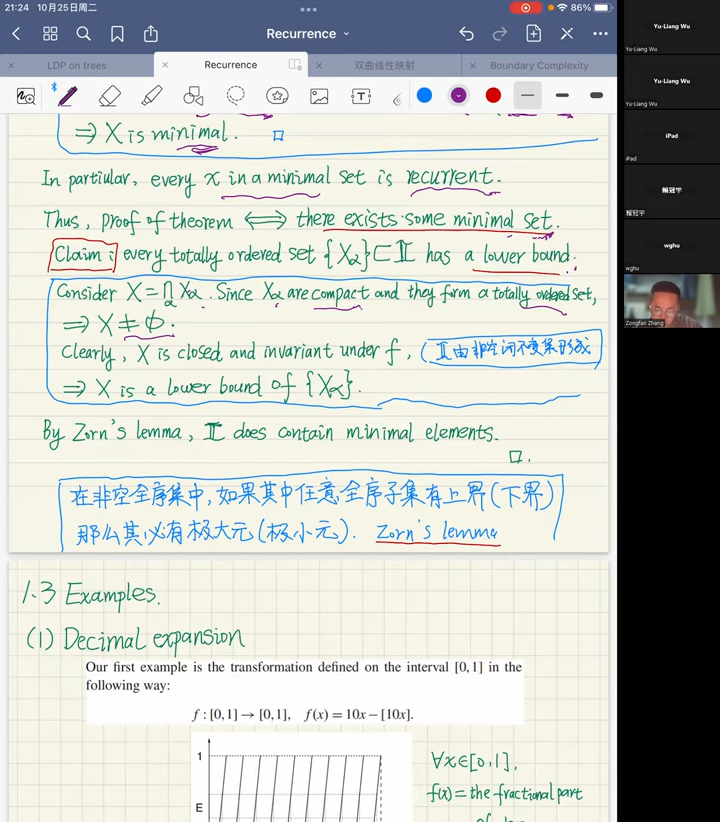 21:24 10月25日周二
86%
Recurrence
LDP on trees
Recurrence
双曲线性映射
Boundary Complexity
⇒ X is minimal. □
In particular, every x in a minimal set is recurrent.
Thus, proof of theorem ⟺ there exists some minimal set.
Claim: every totally ordered set {Xα}⊂I has a lower bound.
Consider X=∩α Xα. Since Xα are compact and they form a totally ordered set,
⇒ X≠∅.
Clearly, X is closed and invariant under f, (I由非空闭不变集形成
⇒ X is a lower bound of {Xα}.
By Zorn's lemma, I does contain minimal elements.
□.
在非空全序集中,如果其中任意全序子集有上界(下界)
那么其必有极大元(极小元). Zorn's lemma
1.3 Examples.
(1) Decimal expansion
Our first example is the transformation defined on the interval [0,1] in the
following way:
f : [0,1] → [0,1], f(x) = 10x − [10x].
1
E
∀x∈[0,1],
f(x)=the fractional part
Yu-Liang Wu
Yu-Liang Wu
Yu-Liang Wu
Yu-Liang Wu
iPad
iPad
赖冠宇
赖冠宇
wghu
wghu
Zongfan Zhang